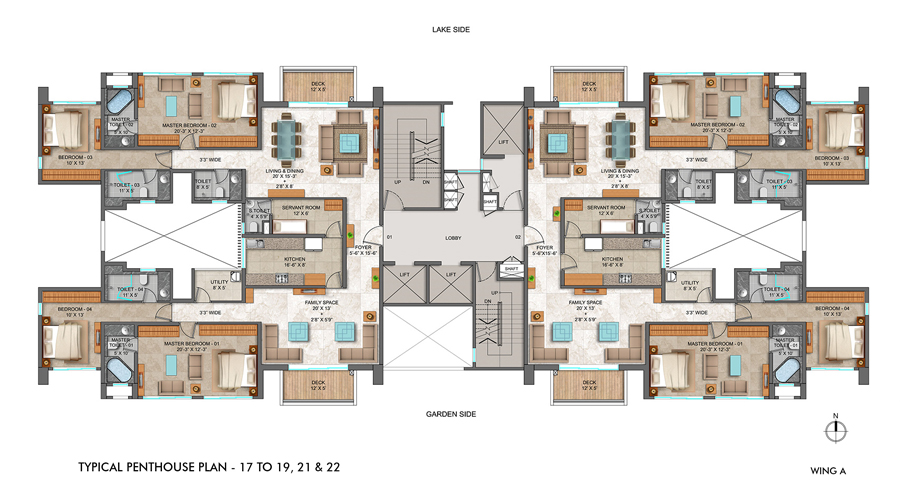 LAKE SIDE
DECK
12' X 5'
DECK
12' X 5'
MASTER
TOILET - 02
5' X 10'
MASTER BEDROOM - 02
20'-3" X 12'-3"
LIFT
MASTER BEDROOM - 02
20'-3" X 12'-3"
MASTER
TOILET - 02
5' X 10'
BEDROOM - 03
10' X 13'
3'3" WIDE
LIVING & DINING
20' X 15'-3"
+
2'8" X 8'
UP
DN
SHAFT
SHAFT
SHAFT
LIVING & DINING
20' X 15'-3"
+
2'8" X 8'
3'3" WIDE
BEDROOM - 03
10' X 13'
TOILET - 03
11' X 5'
TOILET
8' X 5'
TOILET
8' X 5'
TOILET - 03
11' X 5'
S.TOILET
4' X 5'9"
SERVANT ROOM
12' X 6'
SERVANT ROOM
12' X 6'
S.TOILET
4' X 5'9"
01
LOBBY
02
FOYER
5'-6" X 15'-6"
FOYER
5'-6"X15'-6"
KITCHEN
16'-6" X 8'
KITCHEN
16'-6" X 8'
LIFT
LIFT
SHAFT
TOILET - 04
11' X 5'
UTILITY
8' X 5'
UTILITY
8' X 5'
TOILET - 04
11' X 5'
UP
DN
BEDROOM - 04
10' X 13'
3'3" WIDE
FAMILY SPACE
20' X 13'
+
2'8" X 5'9"
FAMILY SPACE
20' X 13'
+
2'8" X 5'9"
3'3" WIDE
BEDROOM - 04
10' X 13'
MASTER
TOILET - 01
5' X 10'
MASTER BEDROOM - 01
20'-3" X 12'-3"
MASTER BEDROOM - 01
20'-3" X 12'-3"
MASTER
TOILET - 01
5' X 10'
DECK
12' X 5'
DECK
12' X 5'
GARDEN SIDE
N
TYPICAL PENTHOUSE PLAN - 17 TO 19, 21 & 22
WING A